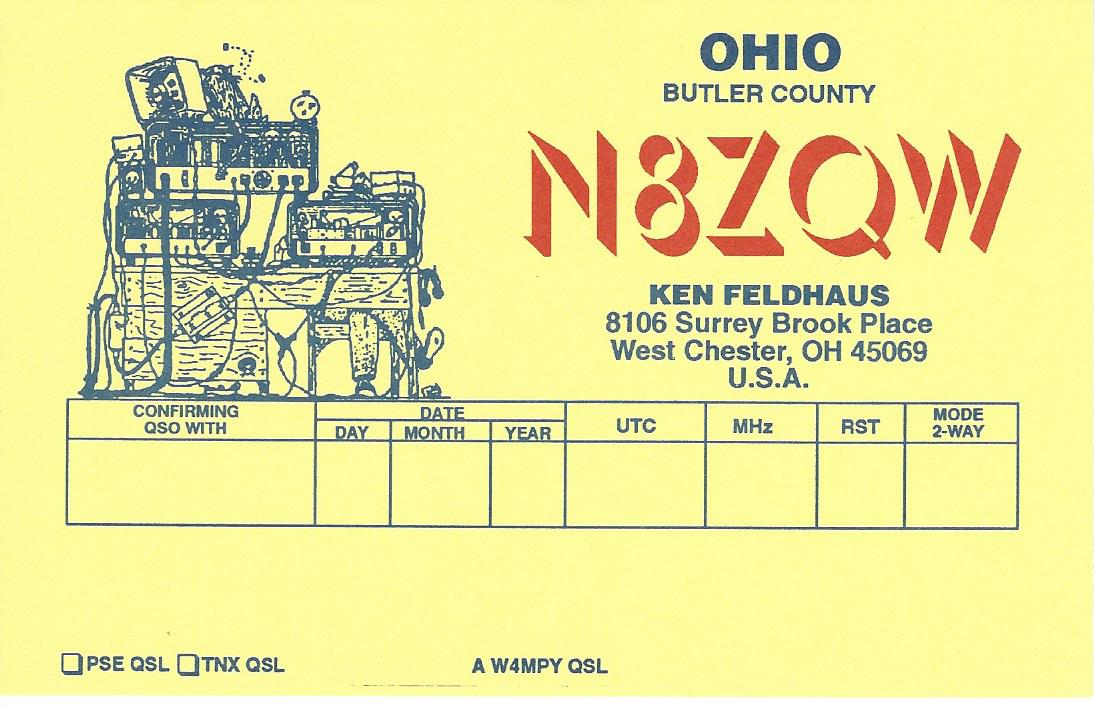 OHIO
BUTLER COUNTY
N8ZQW
KEN FELDHAUS
8106 Surrey Brook Place
West Chester, OH 45069
U.S.A.
CONFIRMING
QSO WITH
DATE
DAY MONTH YEAR
UTC
MHz
RST
MODE
2-WAY
PSE QSL TNX QSL
A W4MPY QSL